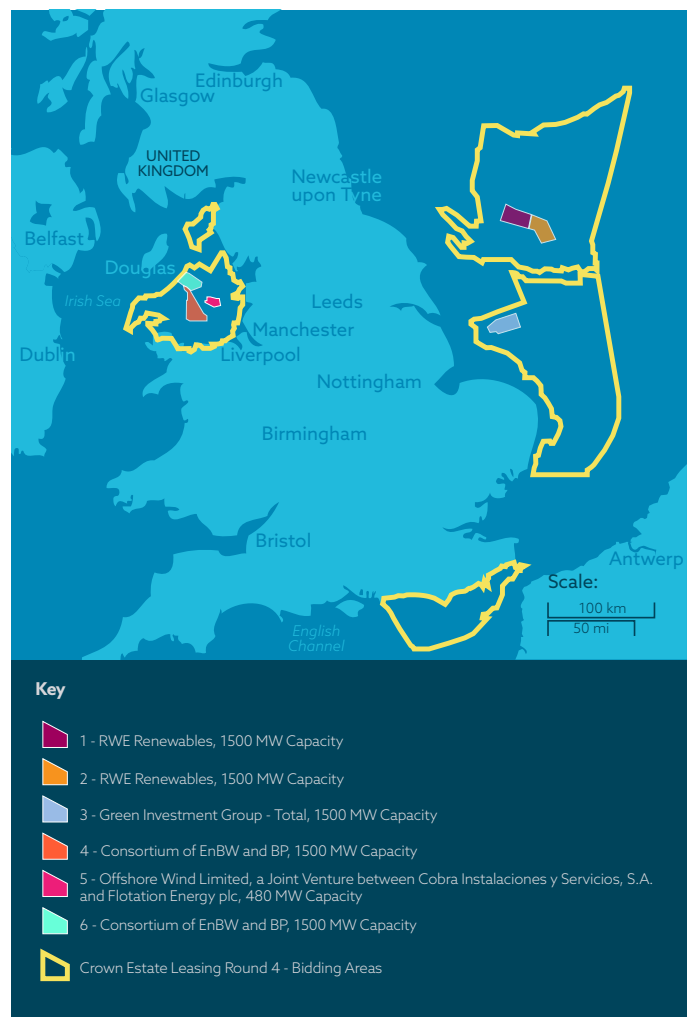 Edinburgh
Glasgow
UNITED
KINGDOM
Newcastle
upon Tyne
Belfast
Douglas
Irish Sea
Leeds
Manchester
Dublin
Liverpool
Nottingham
Birmingham
Bristol
Antwerp
Scale:
100 km
50 mi
English
Channel
Key
1 - RWE Renewables, 1500 MW Capacity
2 - RWE Renewables, 1500 MW Capacity
3 - Green Investment Group - Total, 1500 MW Capacity
4 - Consortium of EnBW and BP, 1500 MW Capacity
5 - Offshore Wind Limited, a Joint Venture between Cobra Instalaciones y Servicios, S.A.
and Flotation Energy plc, 480 MW Capacity
6 - Consortium of EnBW and BP, 1500 MW Capacity
Crown Estate Leasing Round 4 - Bidding Areas